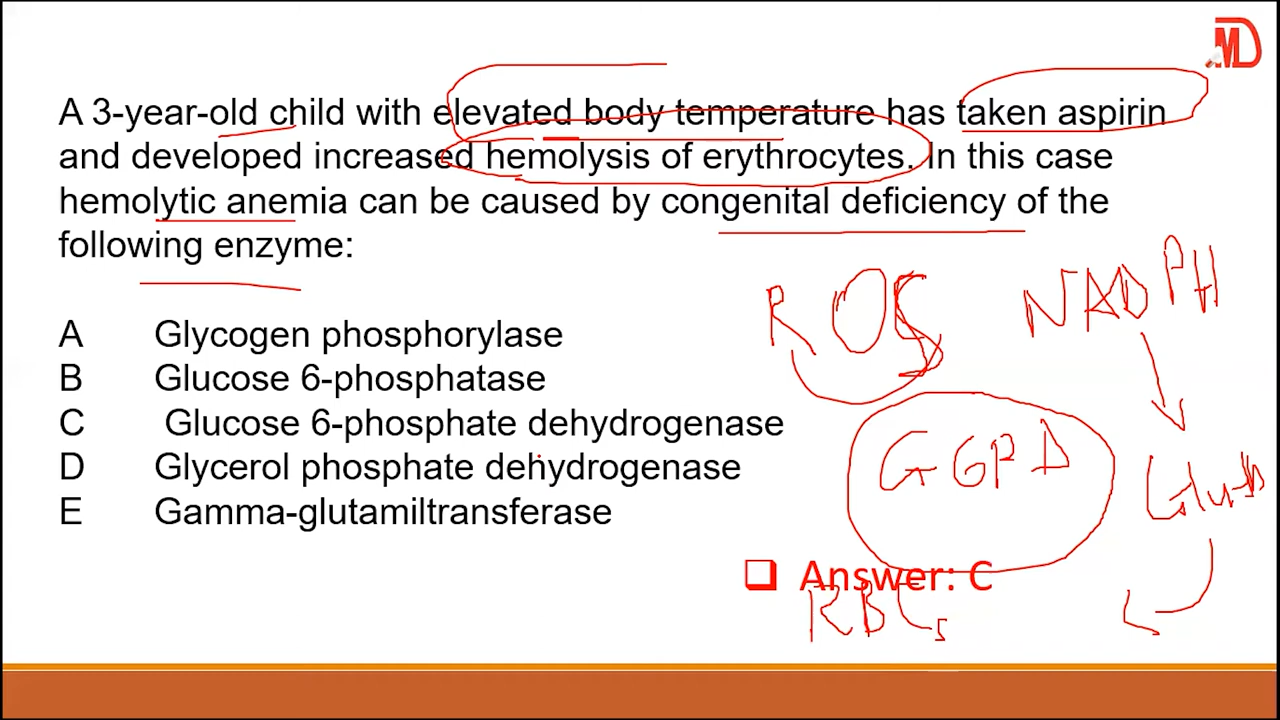 MD
A 3-year-old child with elevated body temperature has taken aspirin
and developed increased hemolysis of erythrocytes. In this case
hemolytic anemia can be caused by congenital deficiency of the
following enzyme:
ROS NADPH
A Glycogen phosphorylase
B Glucose 6-phosphatase
C Glucose 6-phosphate dehydrogenase
D Glycerol phosphate dehydrogenase
E Gamma-glutamiltransferase
G6PD
Answer: C
RBCs